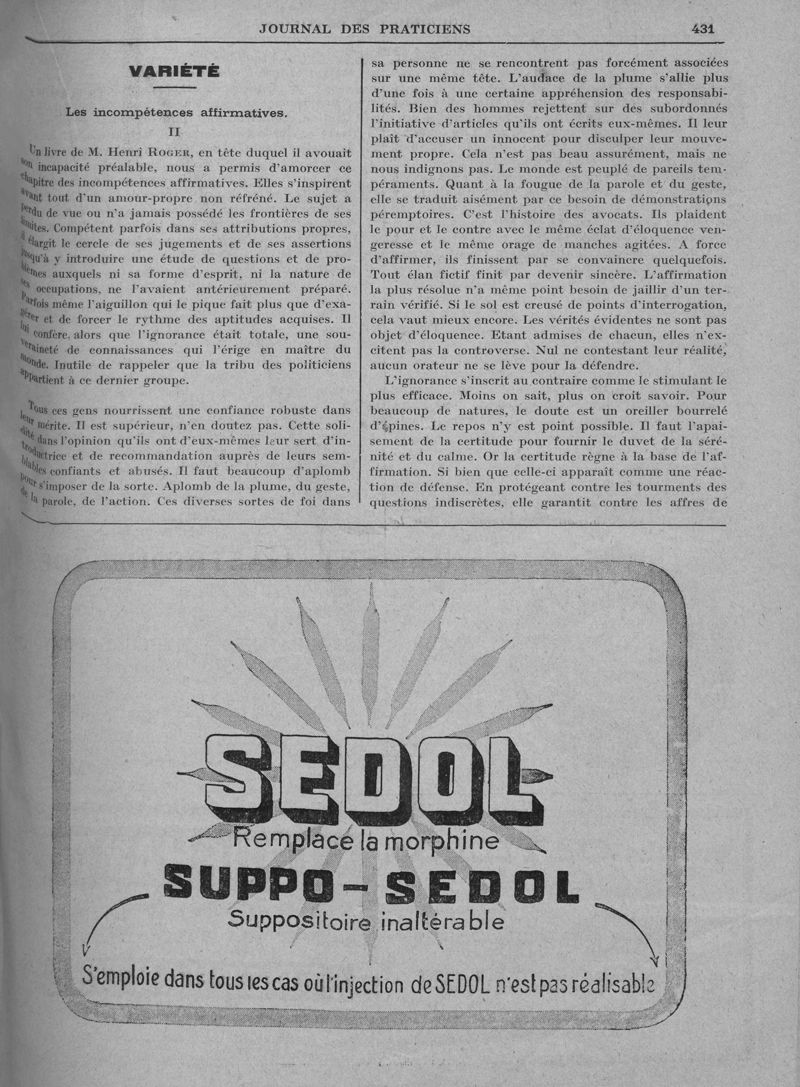 JOURNAL DES PRATICIENS 431
VARIÉTÉ
Les incompétences affirmatives.
II
Un livre de M. Henri ROGER, en tête duquel il avouait
son incapacité préalable, nous a permis d'amorcer ce
chapitre des incompétences affirmatives. Elles s'inspirent
avant tout d'un amour-propre non réfréné. Le sujet a
perdu de vue ou n'a jamais possédé les frontières de ses
limites. Compétent parfois dans ses attributions propres,
il élargit le cercle de ses jugements et de ses assertions
jusqu'à y introduire une étude de questions et de pro-
blèmes auxquels ni sa forme d'esprit, ni la nature de
ses occupations, ne l'avaient antérieurement préparé.
Parfois même l'aiguillon qui le pique fait plus que d'exa-
gérer et de forcer le rythme des aptitudes acquises. Il
lui confère, alors que l'ignorance était totale, une sou-
veraineté de connaissances qui l'érige en maître du
monde. Inutile de rappeler que la tribu des politiciens
appartient à ce dernier groupe.
Tous ces gens nourrissent une confiance robuste dans
leur mérite. Il est supérieur, n'en doutez pas. Cette soli-
dité dans l'opinion qu'ils ont d'eux-mêmes leur sert d'in-
troductrice et de recommandation auprès de leurs sem-
blables confiants et abusés. Il faut beaucoup d'aplomb
pour s'imposer de la sorte. Aplomb de la plume, du geste,
de la parole, de l'action. Ces diverses sortes de foi dans
sa personne ne se rencontrent pas forcément associées
sur une même tête. L'audace de la plume s'allie plus
d'une fois à une certaine appréhension des responsabi-
lités. Bien des hommes rejettent sur des subordonnés
l'initiative d'articles qu'ils ont écrits eux-mêmes. Il leur
plaît d'accuser un innocent pour disculper leur mouve-
ment propre. Cela n'est pas beau assurément, mais ne
nous indignons pas. Le monde est peuplé de pareils tem-
péraments. Quant à la fougue de la parole et du geste,
elle se traduit aisément par ce besoin de démonstrations
péremptoires. C'est l'histoire des avocats. Ils plaident
le pour et le contre avec le même éclat d'éloquence ven-
geresse et le même orage de manches agitées. A force
d'affirmer, ils finissent par se convaincre quelquefois.
Tout élan fictif finit par devenir sincère. L'affirmation
la plus résolue n'a même point besoin de jaillir d'un ter-
rain vérifié. Si le sol est creusé de points d'interrogation,
cela vaut mieux encore. Les vérités évidentes ne sont pas
objet d'éloquence. Etant admises de chacun, elles n'ex-
citent pas la controverse. Nul ne contestant leur réalité,
aucun orateur ne se lève pour la défendre.
L'ignorance s'inscrit au contraire comme le stimulant le
plus efficace. Moins on sait, plus on croit savoir. Pour
beaucoup de natures, le doute est un oreiller bourrelé
d'épines. Le repos n'y est point possible. Il faut l'apai-
sement de la certitude pour fournir le duvet de la séré-
nité et du calme. Or la certitude règne à la base de l'af-
firmation. Si bien que celle-ci apparaît comme une réac-
tion de défense. En protégeant contre les tourments des
questions indiscrètes, elle garantit contre les affres de
SEDOL
Remplace la morphine
SUPPO-SEDOL
Suppositoire inaltérable
S'emploie dans tous les cas où l'injection de SEDOL n'est pas réalisable